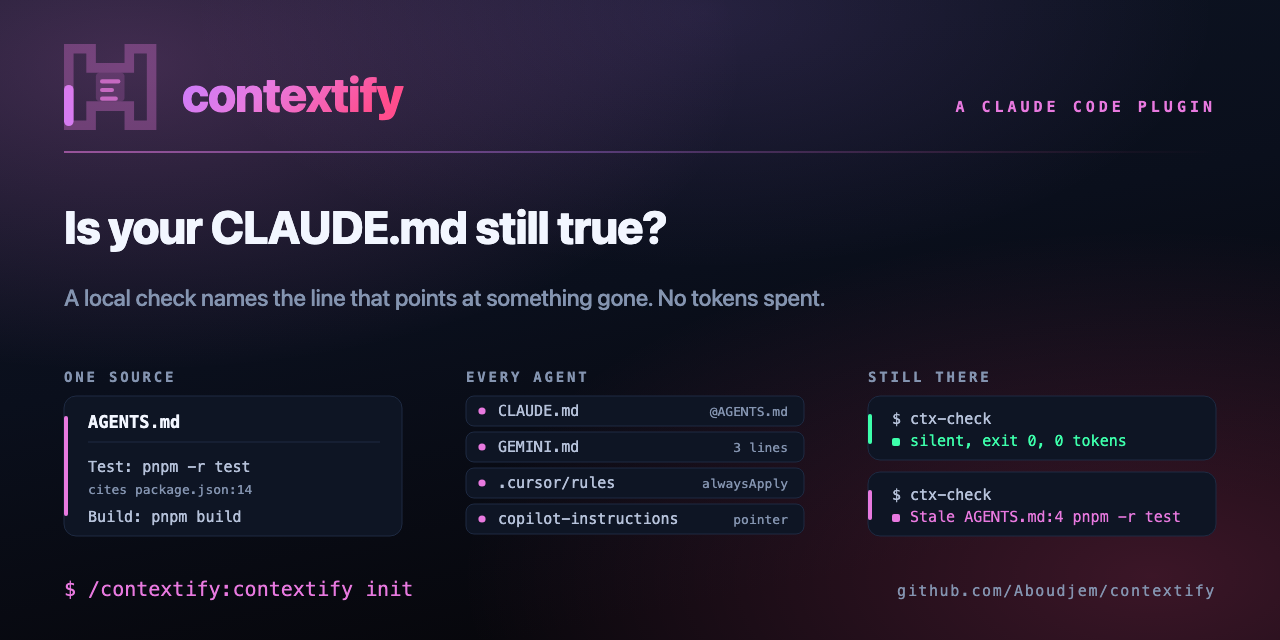 contextify
A CLAUDE CODE PLUGIN
Is your CLAUDE.md still true?
A local check names the line that points at something gone. No tokens spent.
ONE SOURCE
AGENTS.md
Test: pnpm -r test
cites package.json:14
Build: pnpm build
EVERY AGENT
CLAUDE.md @AGENTS.md
GEMINI.md 3 lines
.cursor/rules alwaysApply
copilot-instructions pointer
STILL THERE
$ ctx-check
silent, exit 0, 0 tokens
$ ctx-check
Stale AGENTS.md:4 pnpm -r test
$ /contextify:contextify init
github.com/Aboudjem/contextify